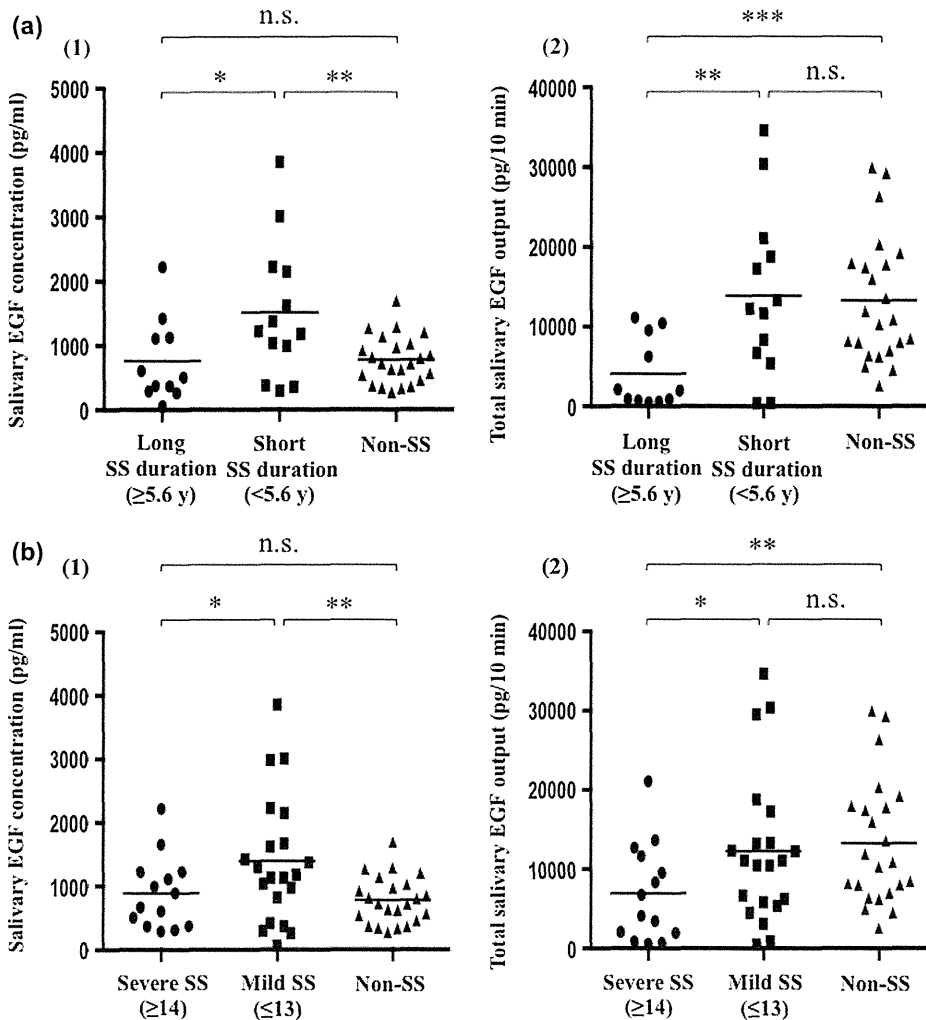 (a)
(1)
n.s.
*
**
Salivary EGF concentration (pg/ml)
5000
4000
3000
2000
1000
0
Long
SS duration
(≥5.6 y)
Short
SS duration
(<5.6 y)
Non-SS
(2)
***
**
n.s.
Total salivary EGF output (pg/10 min)
40000
30000
20000
10000
0
Long
SS duration
(≥5.6 y)
Short
SS duration
(<5.6 y)
Non-SS
(b)
(1)
n.s.
*
**
Salivary EGF concentration (pg/ml)
5000
4000
3000
2000
1000
0
Severe SS
(≥14)
Mild SS
(≤13)
Non-SS
(2)
**
*
n.s.
Total salivary EGF output (pg/10 min)
40000
30000
20000
10000
0
Severe SS
(≥14)
Mild SS
(≤13)
Non-SS